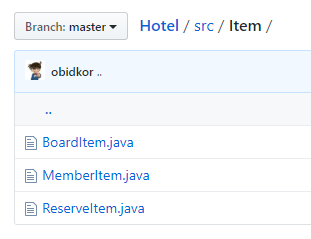 Branch: master Hotel / src / Item /
obidkor ..
..
BoardItem.java
MemberItem.java
ReserveItem.java